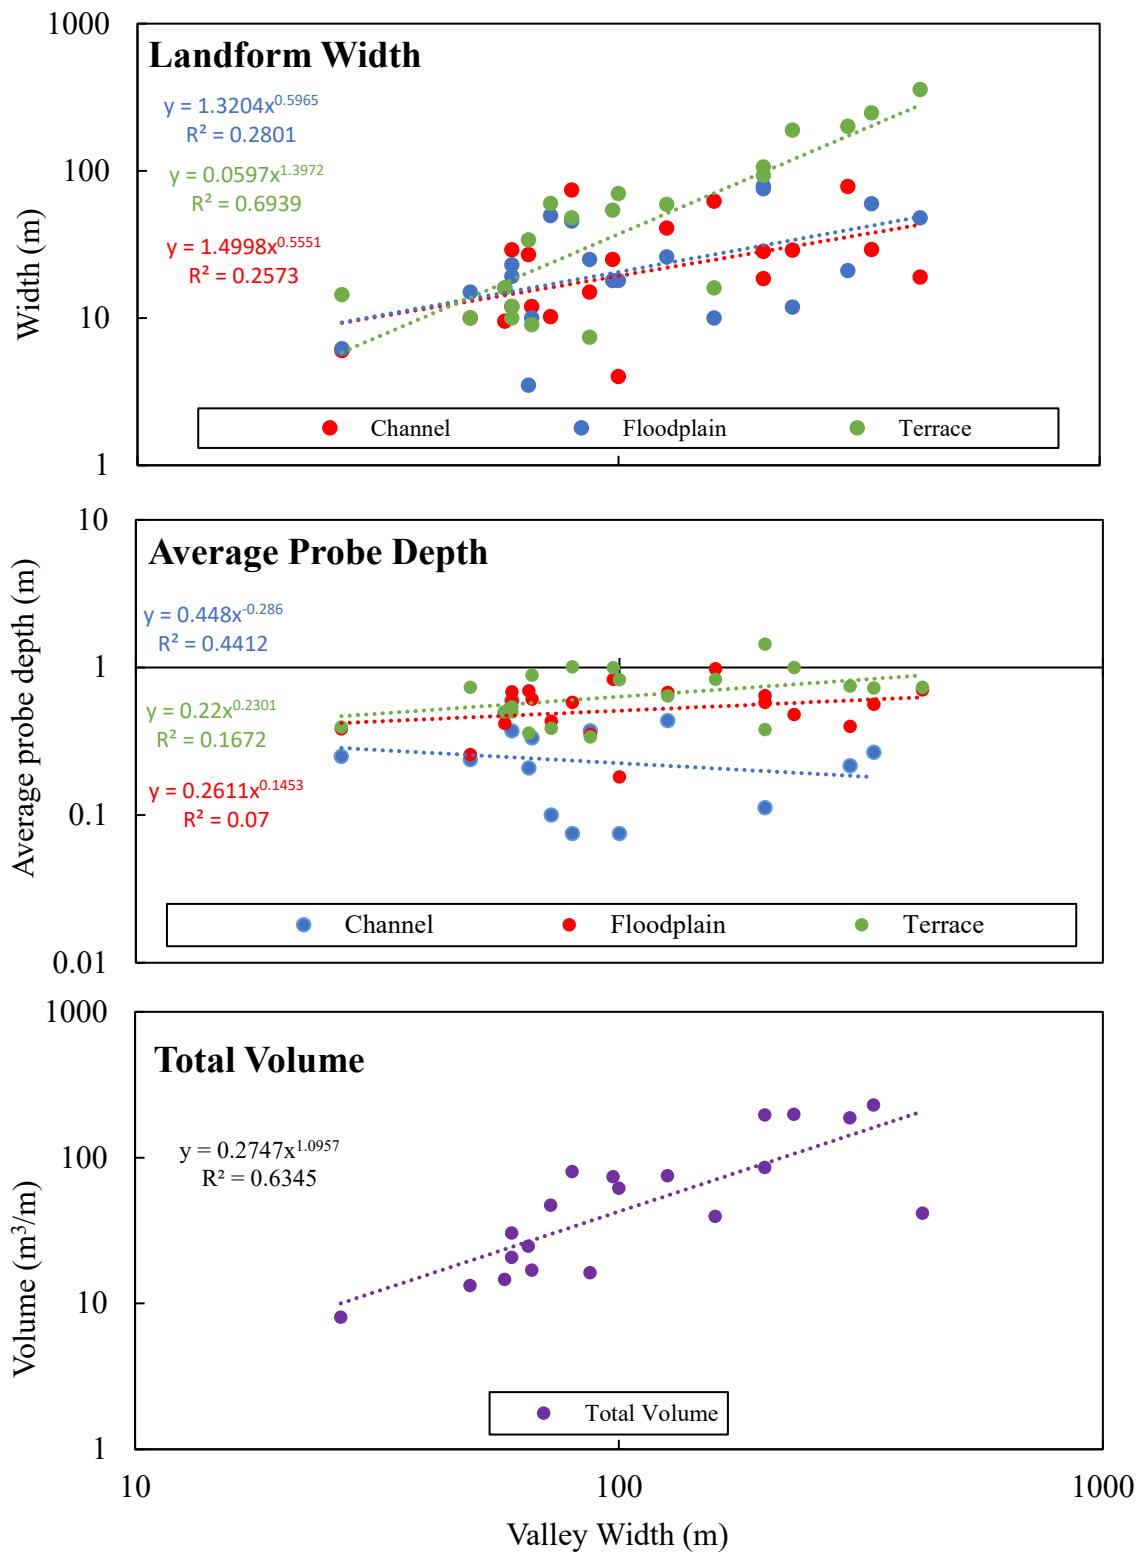 1000
Landform Width
y = 1.3204x^0.5965
R² = 0.2801
100
y = 0.0597x^1.3972
R² = 0.6939
y = 1.4998x^0.5551
R² = 0.2573
Width (m)
10
Channel Floodplain Terrace
1
10
Average Probe Depth
y = 0.448x^-0.286
R² = 0.4412
1
y = 0.22x^0.2301
R² = 0.1672
y = 0.2611x^0.1453
R² = 0.07
Average probe depth (m)
0.1
Channel Floodplain Terrace
0.01
1000
Total Volume
y = 0.2747x^1.0957
R² = 0.6345
100
Volume (m³/m)
10
Total Volume
1
10 100 1000
Valley Width (m)